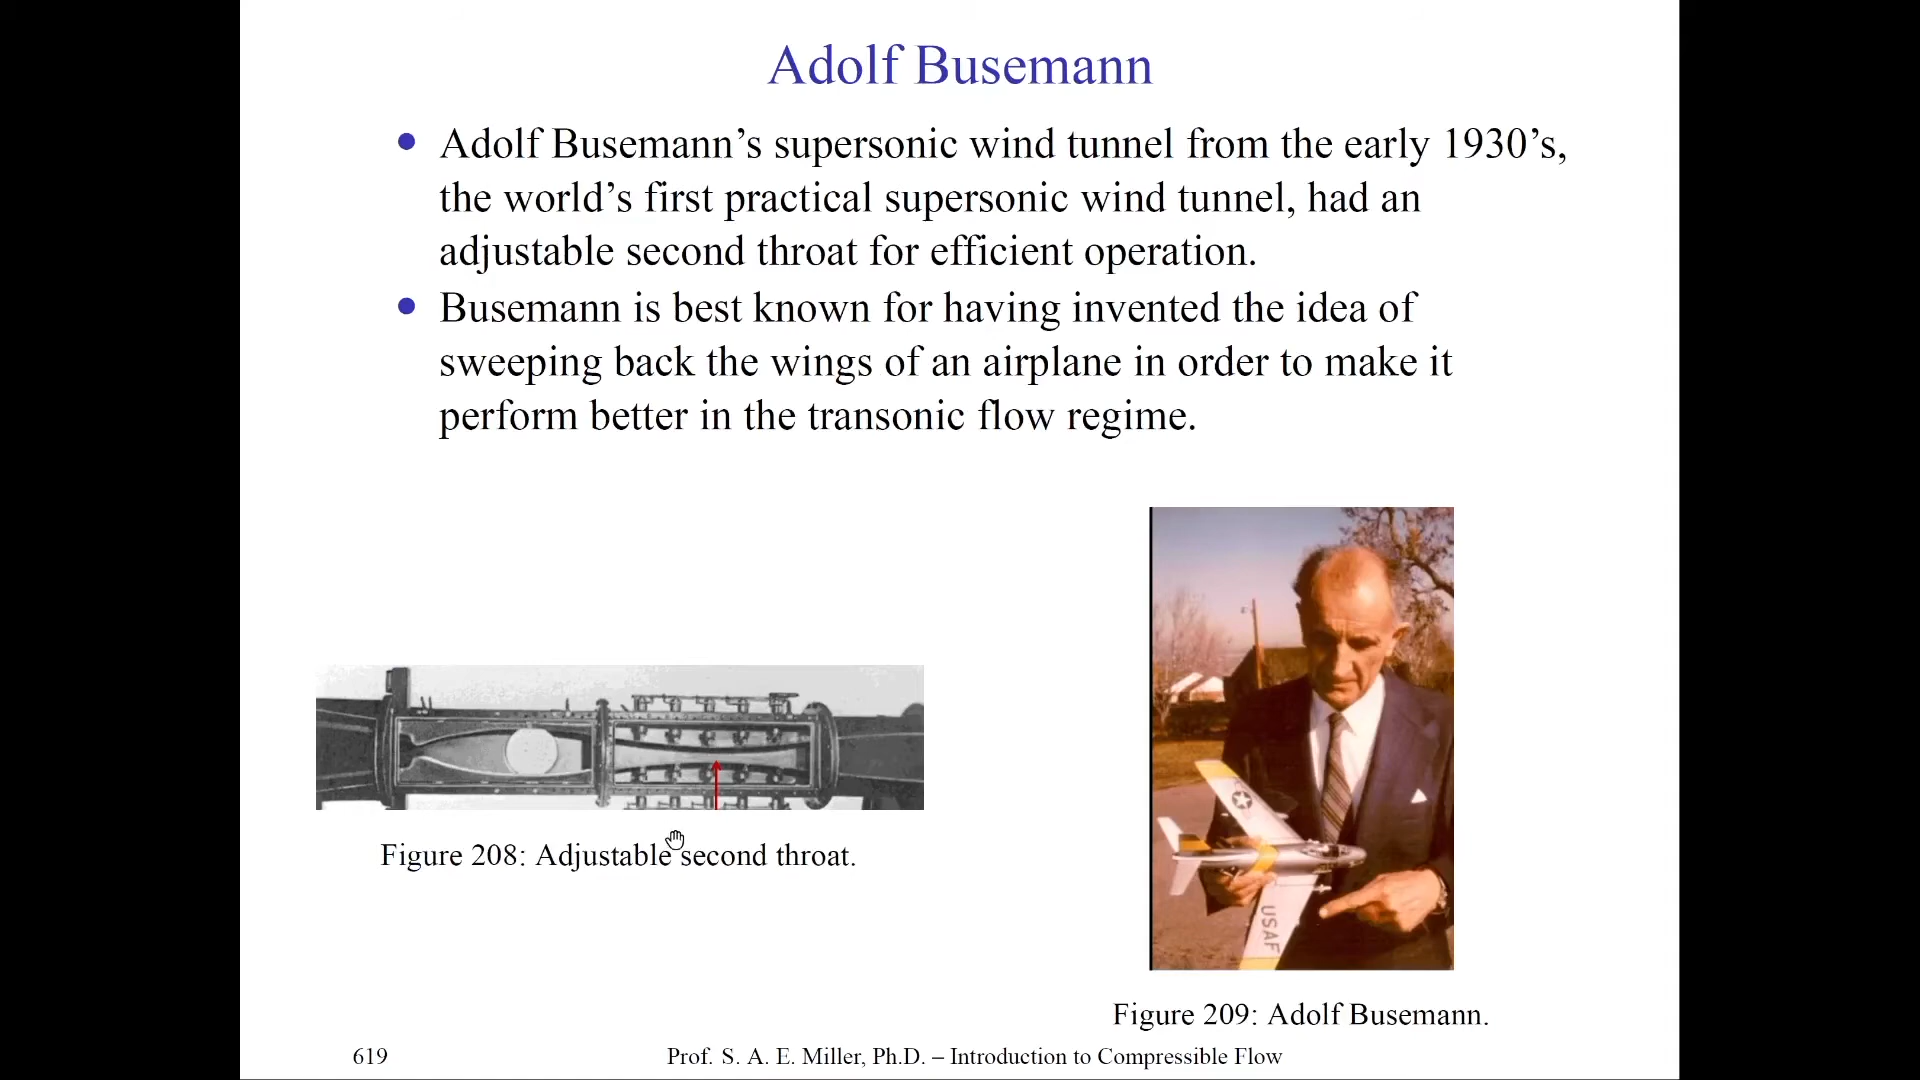 Adolf Busemann
Adolf Busemann’s supersonic wind tunnel from the early 1930’s,
the world’s first practical supersonic wind tunnel, had an
adjustable second throat for efficient operation.
Busemann is best known for having invented the idea of
sweeping back the wings of an airplane in order to make it
perform better in the transonic flow regime.
USAF
Figure 208: Adjustable second throat.
Figure 209: Adolf Busemann.
619
Prof. S. A. E. Miller, Ph.D. – Introduction to Compressible Flow